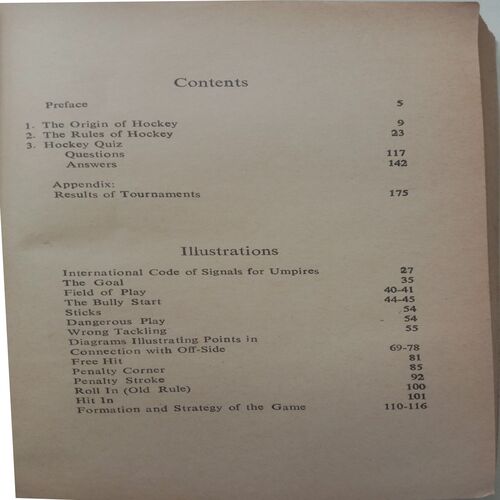 Contents
Preface 5
1. The Origin of Hockey 9
2. The Rules of Hockey 23
3. Hockey Quiz
Questions 117
Answers 142
Appendix:
Results of Tournaments 175
Illustrations
International Code of Signals for Umpires 27
The Goal 35
Field of Play 40-41
The Bully Start 44-45
Sticks 54
Dangerous Play 54
Wrong Tackling 55
Diagrams Illustrating Points in
Connection with Off-Side 69-78
Free Hit 81
Penalty Corner 85
Penalty Stroke 92
Roll In (Old Rule) 100
Hit In 101
Formation and Strategy of the Game 110-116